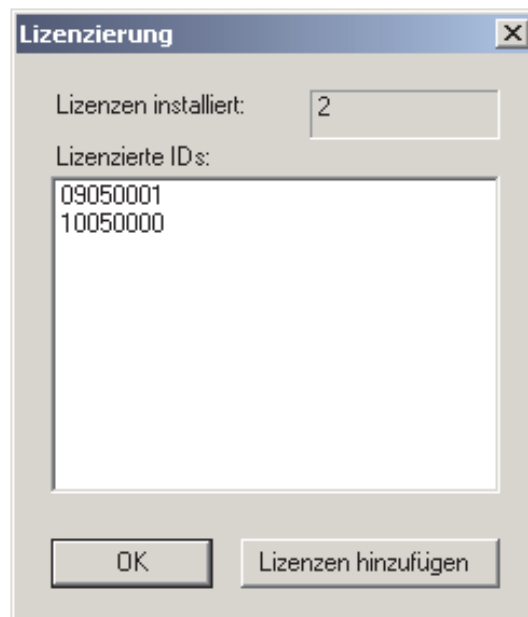 Lizenzierung
Lizenzen installiert: 2
Lizenzierte IDs:
09050001
10050000
OK Lizenzen hinzufügen